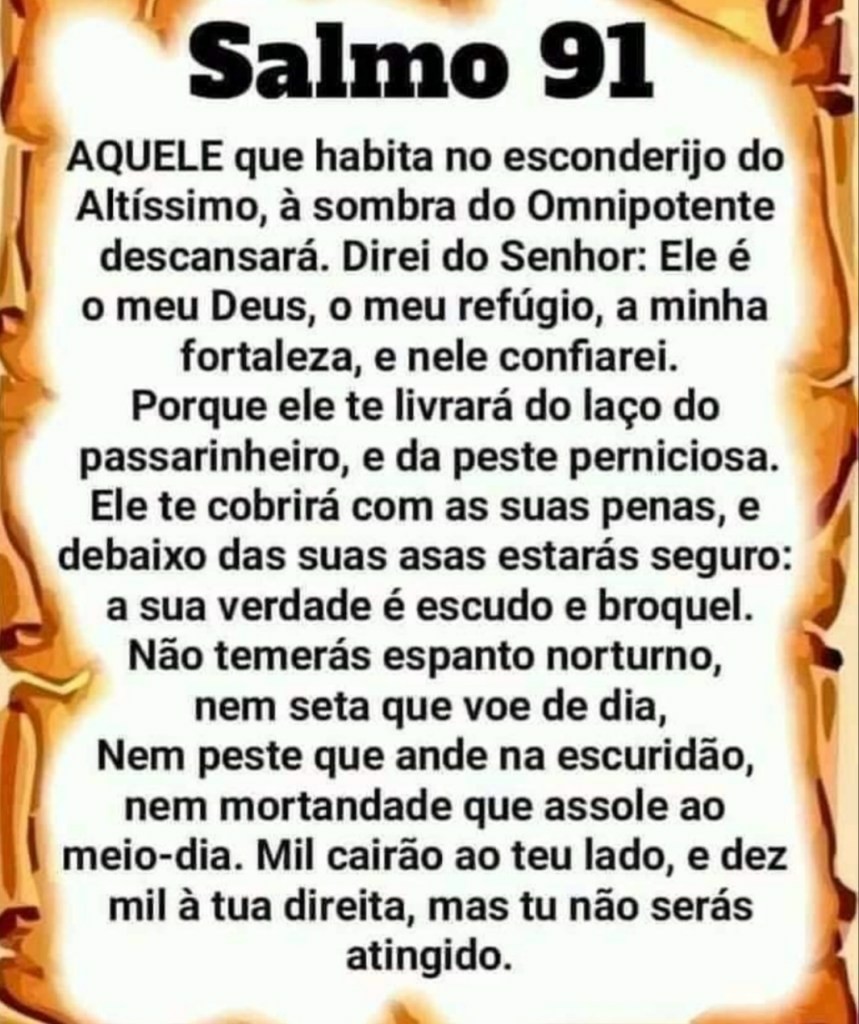 Salmo 91
AQUELE que habita no esconderijo do
Altíssimo, à sombra do Omnipotente
descansará. Direi do Senhor: Ele é
o meu Deus, o meu refúgio, a minha
fortaleza, e nele confiarei.
Porque ele te livrará do laço do
passarinheiro, e da peste perniciosa.
Ele te cobrirá com as suas penas, e
debaixo das suas asas estarás seguro:
a sua verdade é escudo e broquel.
Não temerás espanto norturno,
nem seta que voe de dia,
Nem peste que ande na escuridão,
nem mortandade que assole ao
meio-dia. Mil cairão ao teu lado, e dez
mil à tua direita, mas tu não serás
atingido.